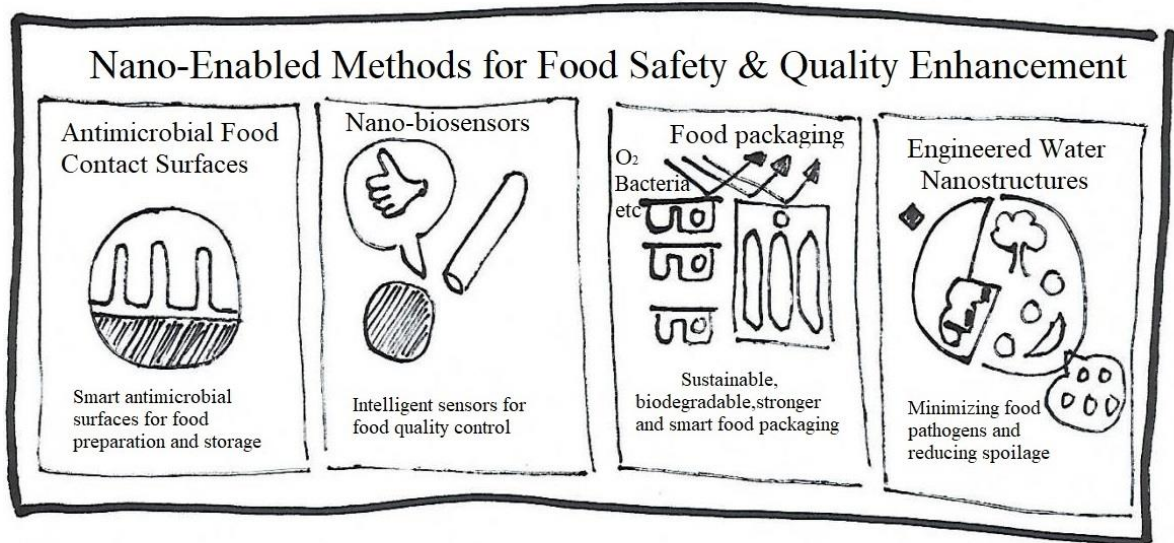 Nano-Enabled Methods for Food Safety & Quality Enhancement
Antimicrobial Food
Contact Surfaces
Smart antimicrobial
surfaces for food
preparation and storage
Nano-biosensors
Intelligent sensors for
food quality control
Food packaging
O₂
Bacteria
etc
Sustainable,
biodegradable,stronger
and smart food packaging
Engineered Water
Nanostructures
Minimizing food
pathogens and
reducing spoilage